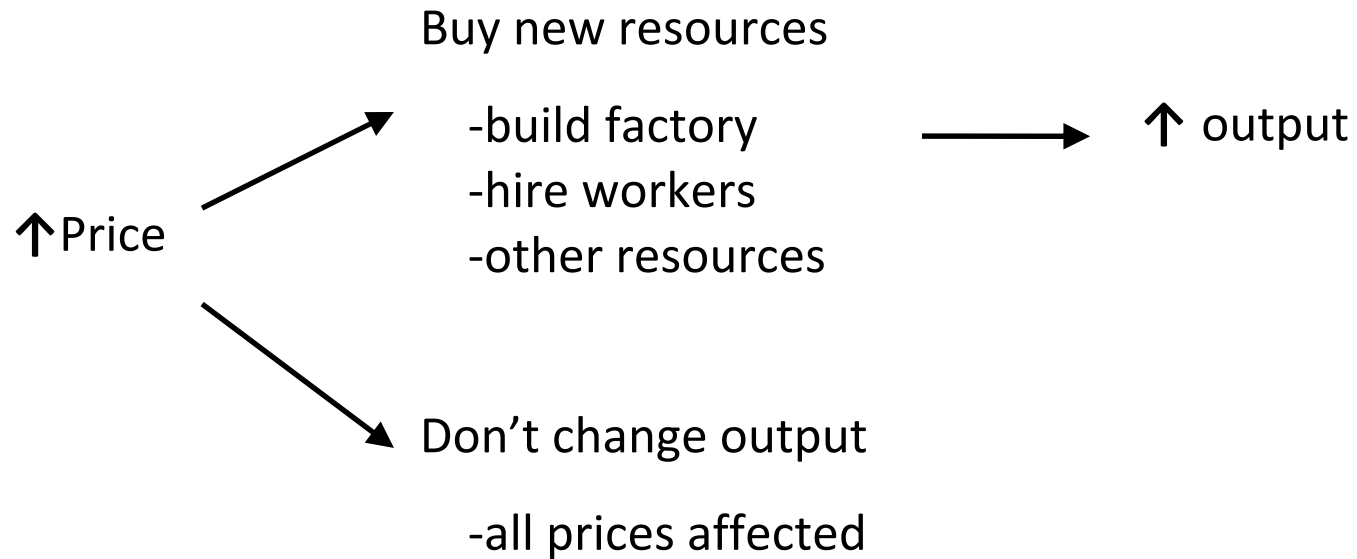 Buy new resources
-build factory
-hire workers
-other resources
↑ output
↑Price
Don’t change output
-all prices affected